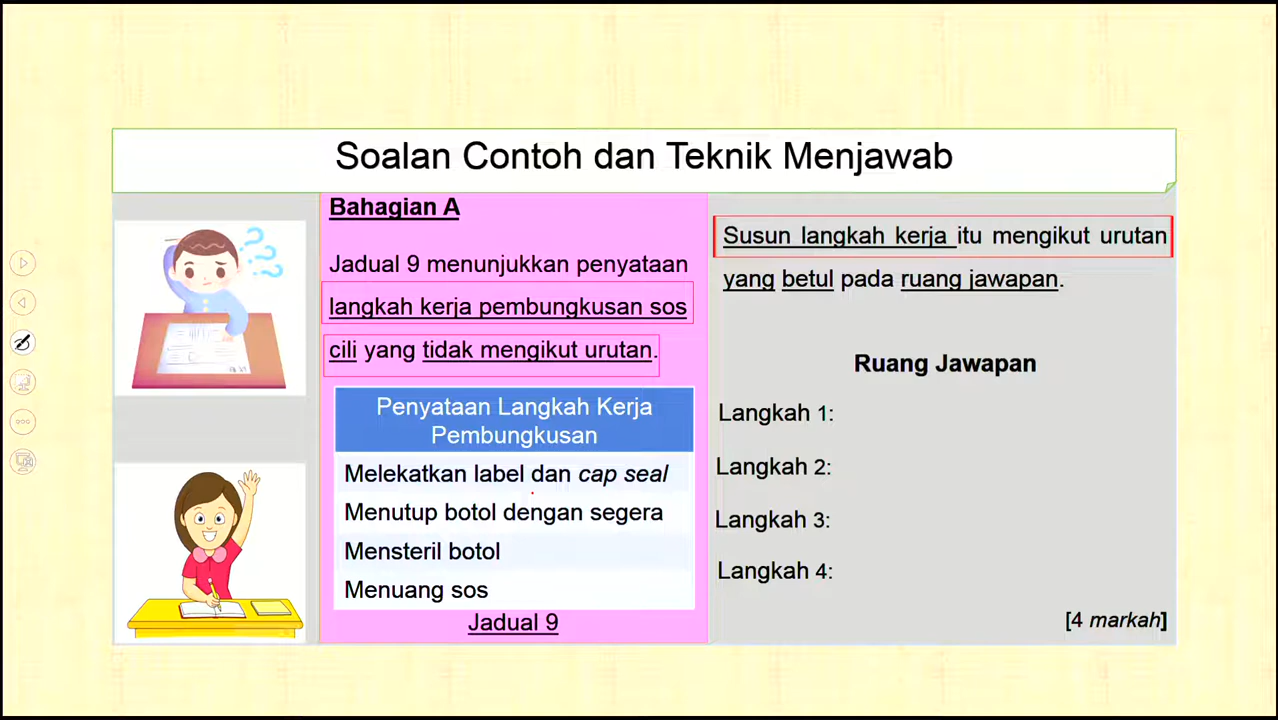 Soalan Contoh dan Teknik Menjawab
Bahagian A
Jadual 9 menunjukkan penyataan
langkah kerja pembungkusan sos
cili yang tidak mengikut urutan.
Penyataan Langkah Kerja
Pembungkusan
Melekatkan label dan cap seal
Menutup botol dengan segera
Mensteril botol
Menuang sos
Jadual 9
Susun langkah kerja itu mengikut urutan
yang betul pada ruang jawapan.
Ruang Jawapan
Langkah 1:
Langkah 2:
Langkah 3:
Langkah 4:
[4 markah]